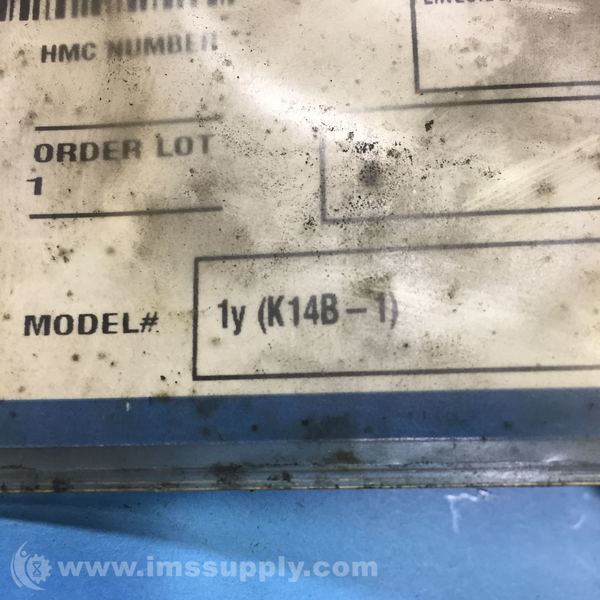 HMC NUMBER
ORDER LOT
1
MODEL# 1y (K14B – 1)
www.imssupply.com